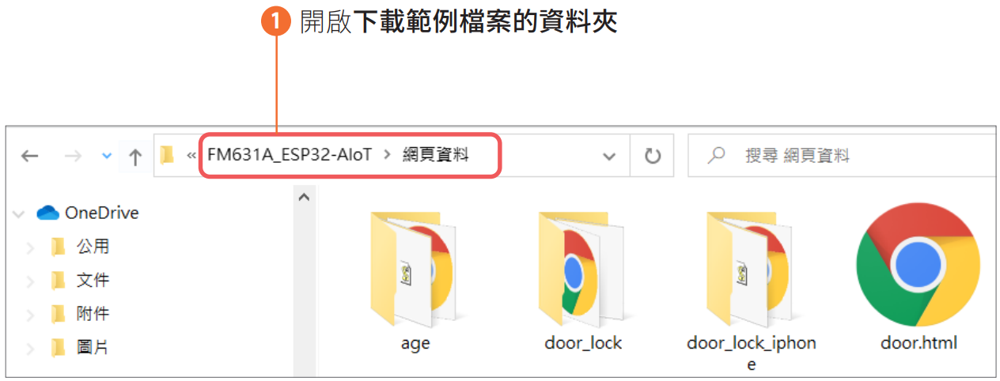 1 開啟下載範例檔案的資料夾
« FM631A_ESP32-AIoT > 網頁資料
搜尋 網頁資料
OneDrive
公用
文件
附件
圖片
age
door_lock
door_lock_iphon
e
door.html